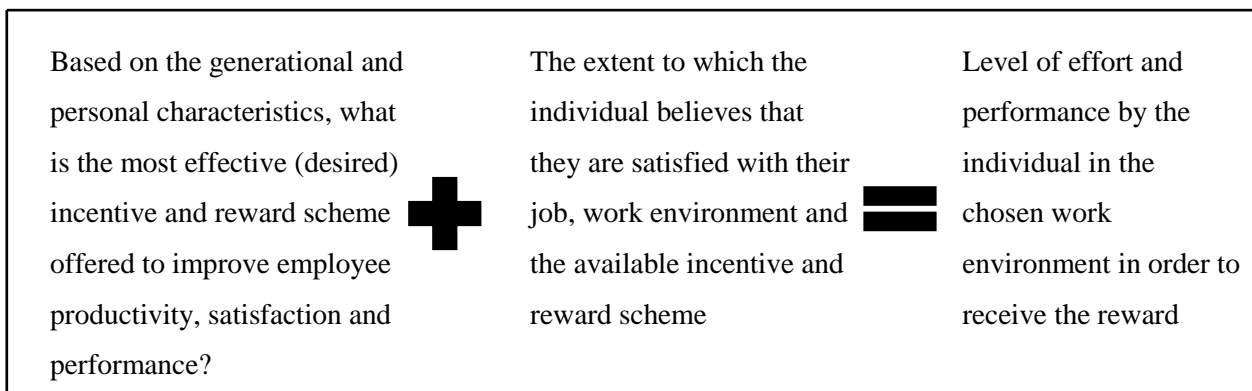 Based on the generational and
personal characteristics, what
is the most effective (desired)
incentive and reward scheme
offered to improve employee
productivity, satisfaction and
performance?
The extent to which the
individual believes that
they are satisfied with their
job, work environment and
the available incentive and
reward scheme
Level of effort and
performance by the
individual in the
chosen work
environment in order to
receive the reward